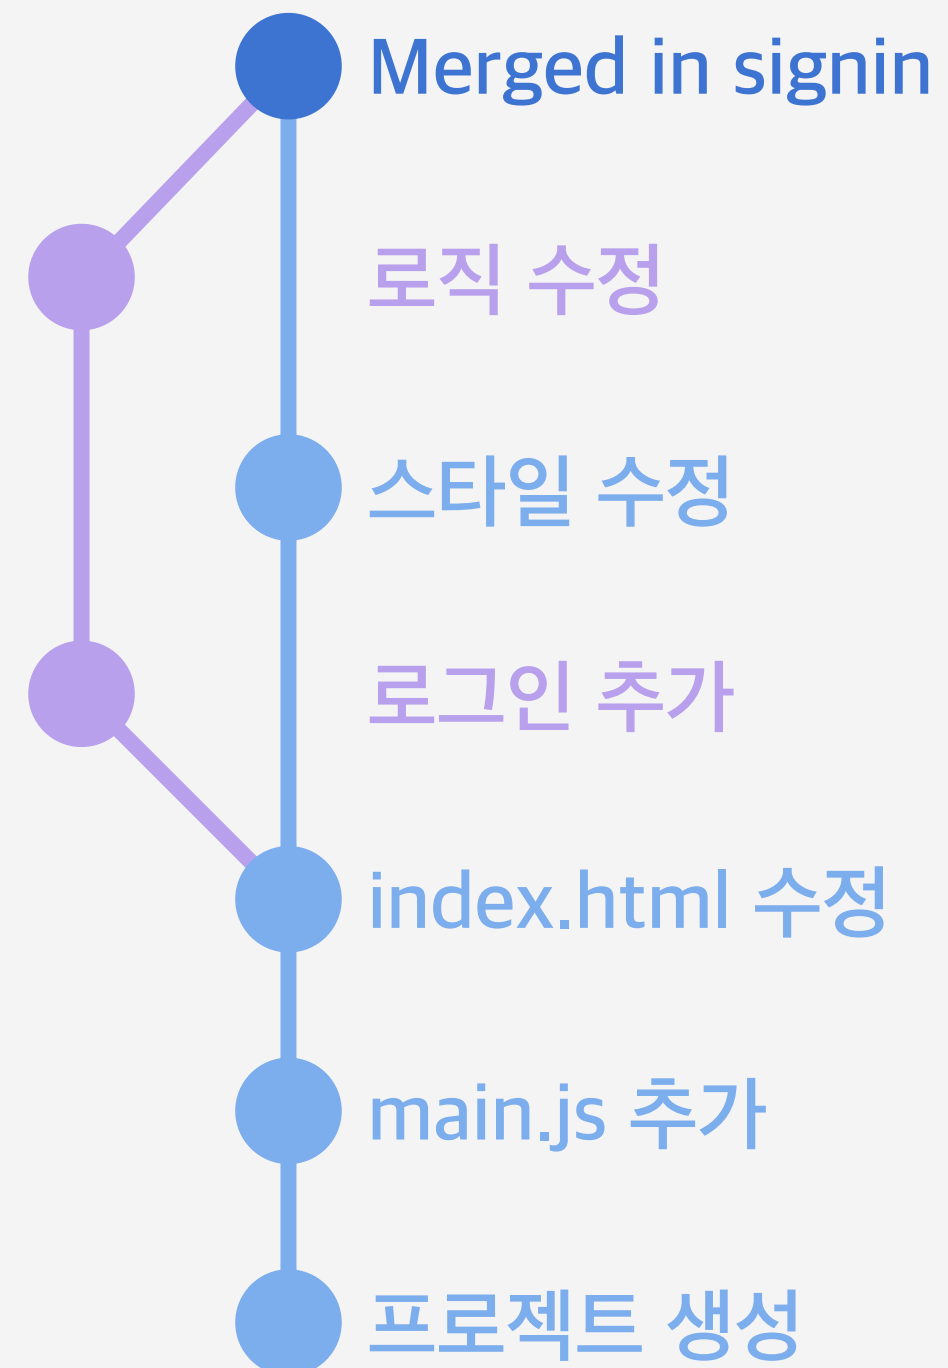 Merged in signin
로직 수정
스타일 수정
로그인 추가
index.html 수정
main.js 추가
프로젝트 생성